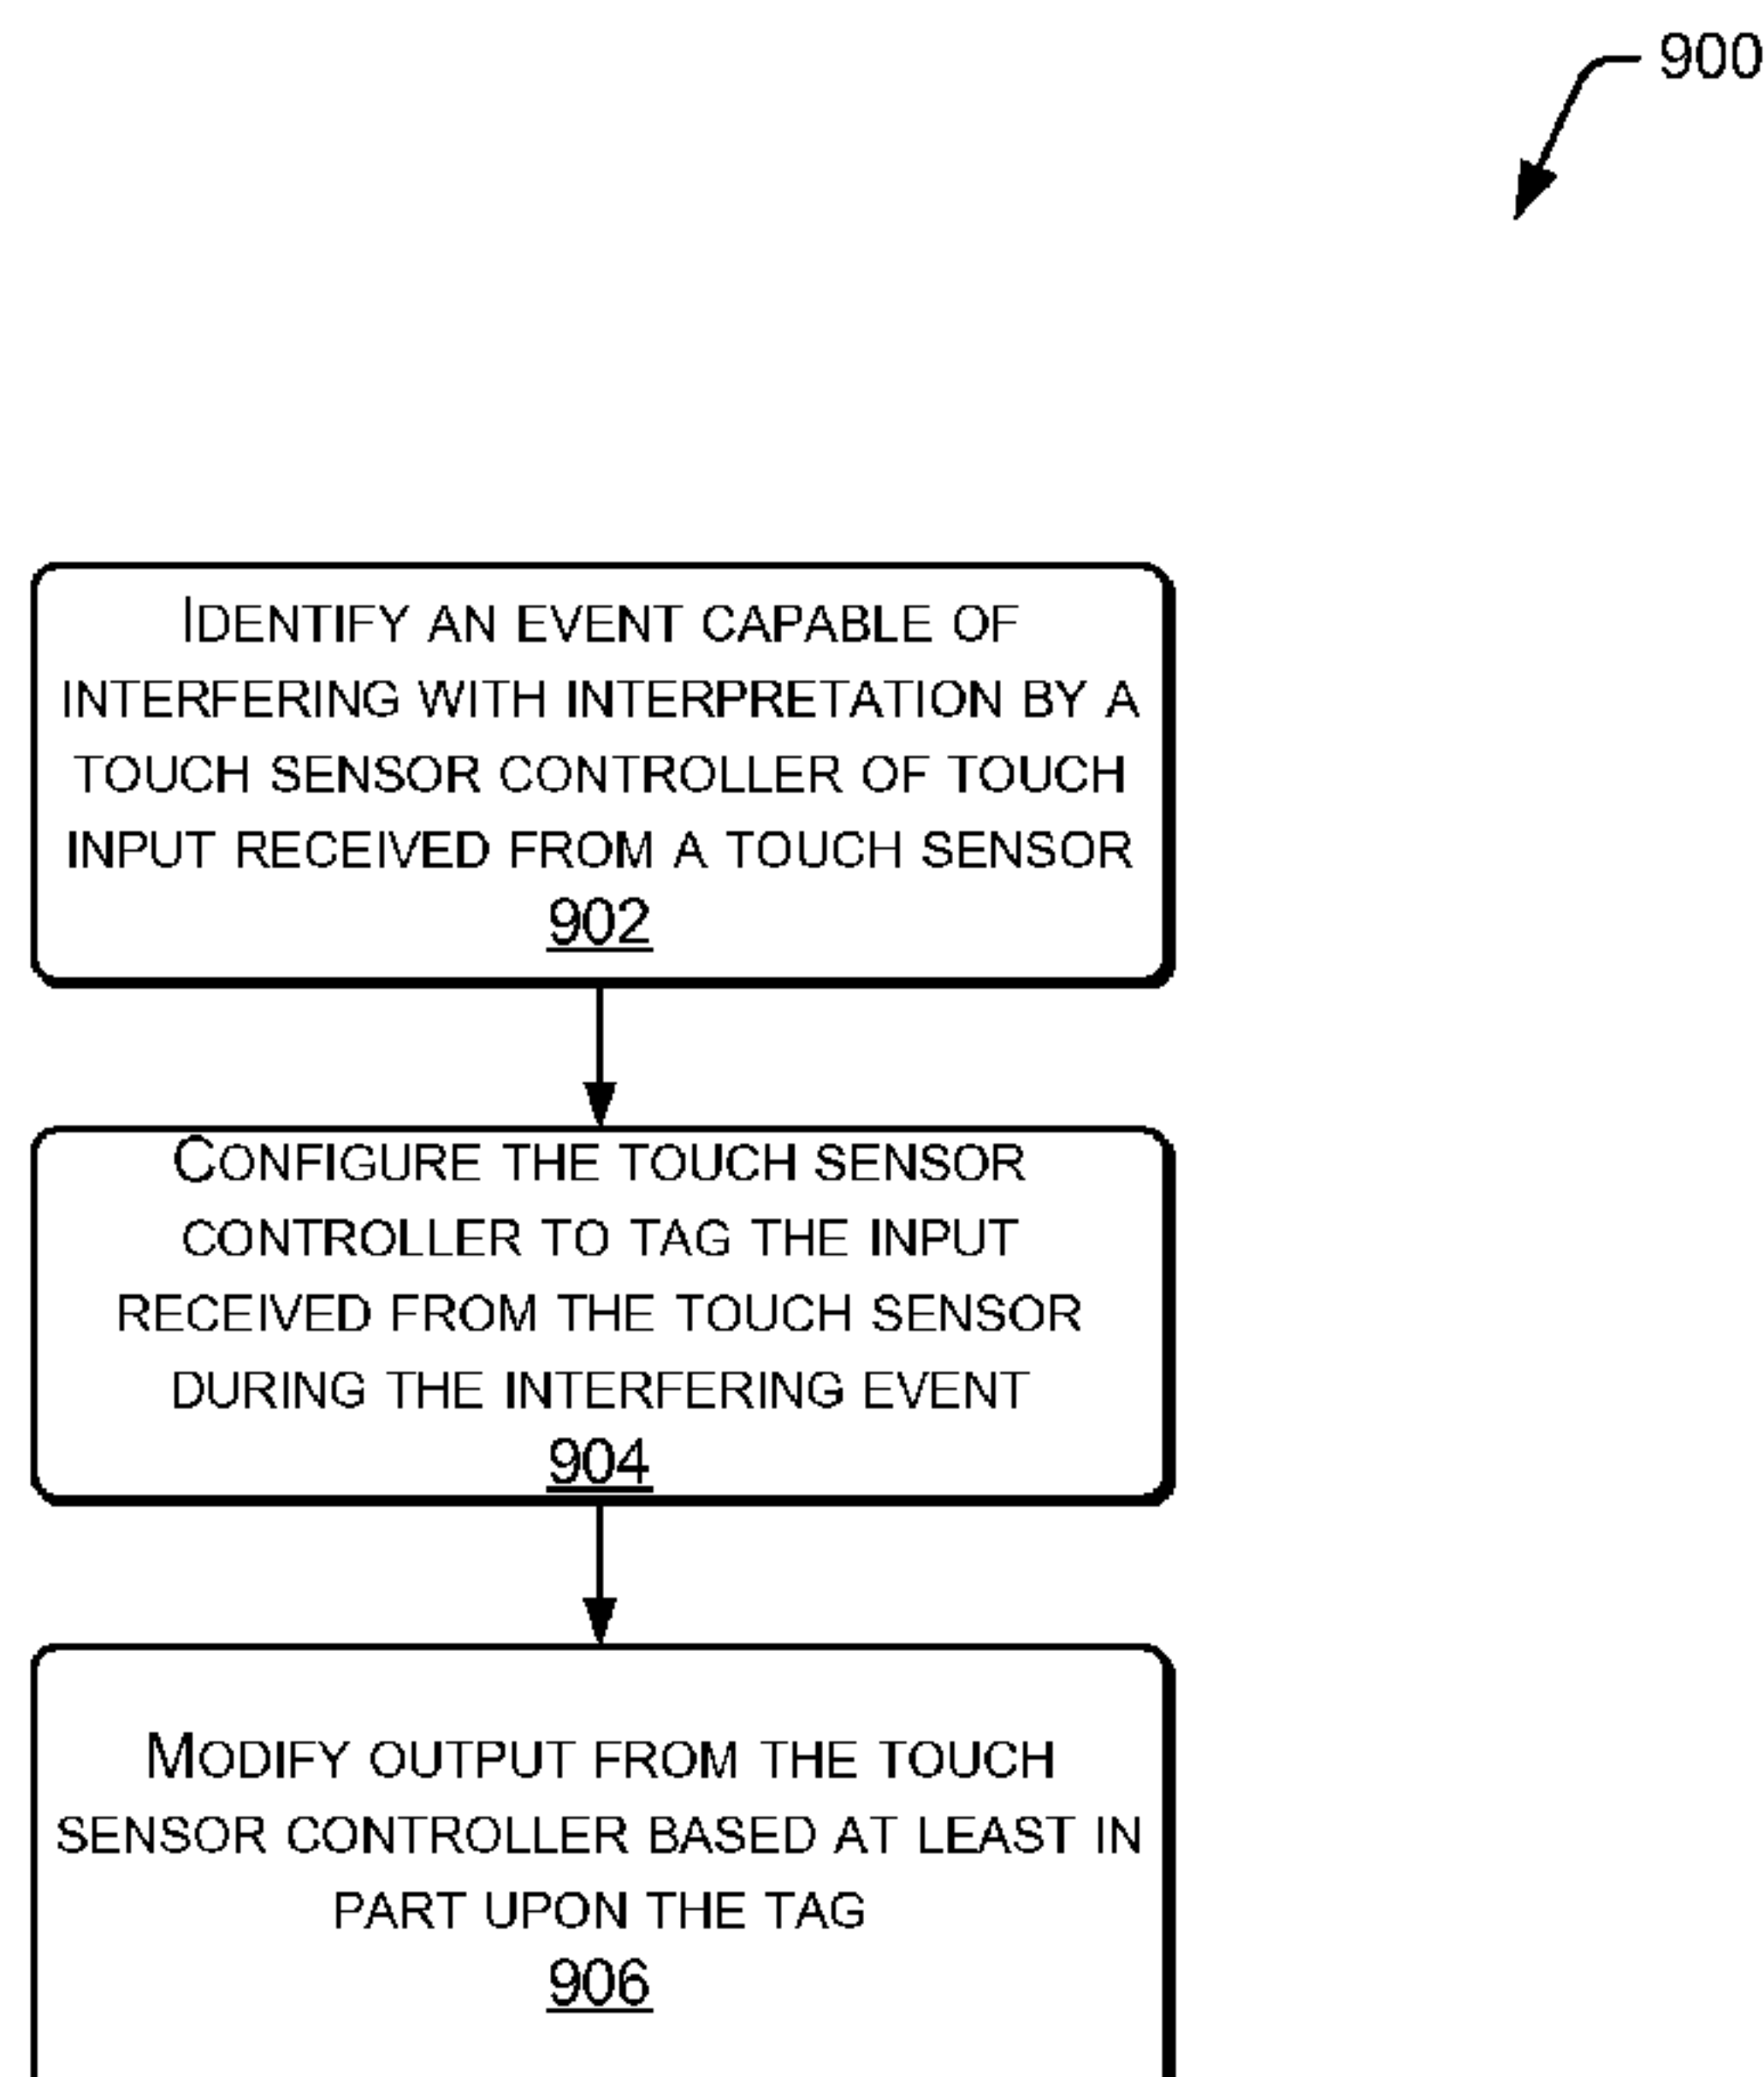 900
IDENTIFY AN EVENT CAPABLE OF
INTERFERING WITH INTERPRETATION BY A
TOUCH SENSOR CONTROLLER OF TOUCH
INPUT RECEIVED FROM A TOUCH SENSOR
902
CONFIGURE THE TOUCH SENSOR
CONTROLLER TO TAG THE INPUT
RECEIVED FROM THE TOUCH SENSOR
DURING THE INTERFERING EVENT
904
MODIFY OUTPUT FROM THE TOUCH
SENSOR CONTROLLER BASED AT LEAST IN
PART UPON THE TAG
906